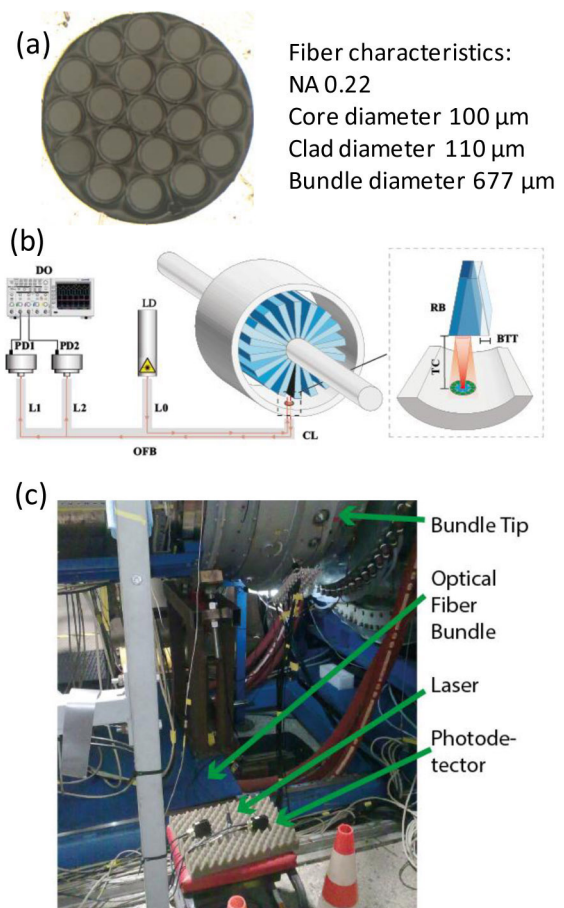 (a)
Fiber characteristics:
NA 0.22
Core diameter 100 µm
Clad diameter 110 µm
Bundle diameter 677 µm
(b)
DO
PD1
PD2
LD
L1
L2
L0
OFB
CL
RB
BTT
TC
(c)
Bundle Tip
Optical
Fiber
Bundle
Laser
Photode-
tector